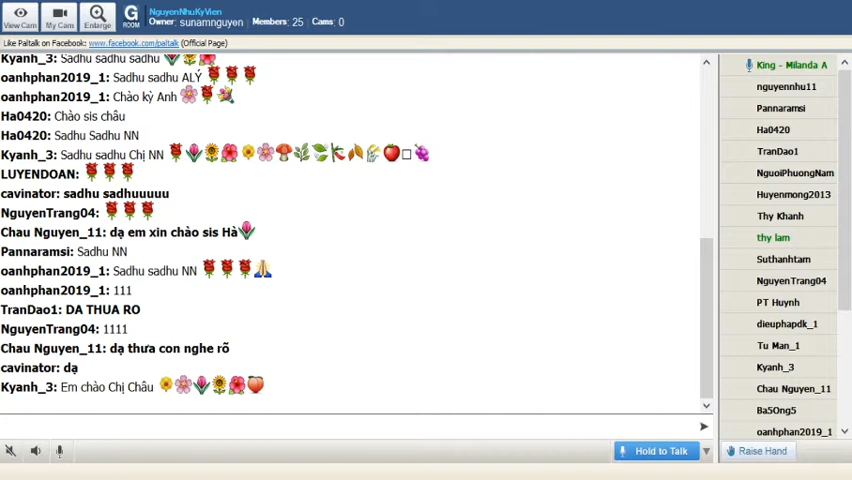 NguyenNhuKyVien
Owner: sunamnguyen Members: 25 Cams: 0
View Cam
My Cam
Enlarge
G
ROOM
Like Paltalk on Facebook: www.facebook.com/paltalk (Official Page)
Kyanh_3: Sadhu sadhu sadhu
oanhphan2019_1: Sadhu sadhu ALÝ
oanhphan2019_1: Chào kỳ Anh
Ha0420: Chào sis châu
Ha0420: Sadhu Sadhu NN
Kyanh_3: Sadhu sadhu Chị NN
LUYENDOAN:
cavinator: sadhu sadhuuuuu
NguyenTrang04:
Chau Nguyen_11: dạ em xin chào sis Hà
Pannaramsi: Sadhu NN
oanhphan2019_1: Sadhu sadhu NN
oanhphan2019_1: 111
TranDao1: DA THUA RO
NguyenTrang04: 1111
Chau Nguyen_11: dạ thưa con nghe rõ
cavinator: dạ
Kyanh_3: Em chào Chị Châu
Hold to Talk
King - Milanda A
nguyennhu11
Pannaramsi
Ha0420
TranDao1
NguoiPhuongNam
Huyenmong2013
Thy Khanh
thy lam
Suthanhtam
NguyenTrang04
PT Huynh
dieuphapdk_1
Tu Man_1
Kyanh_3
Chau Nguyen_11
Ba5Ong5
oanhphan2019_1
Raise Hand